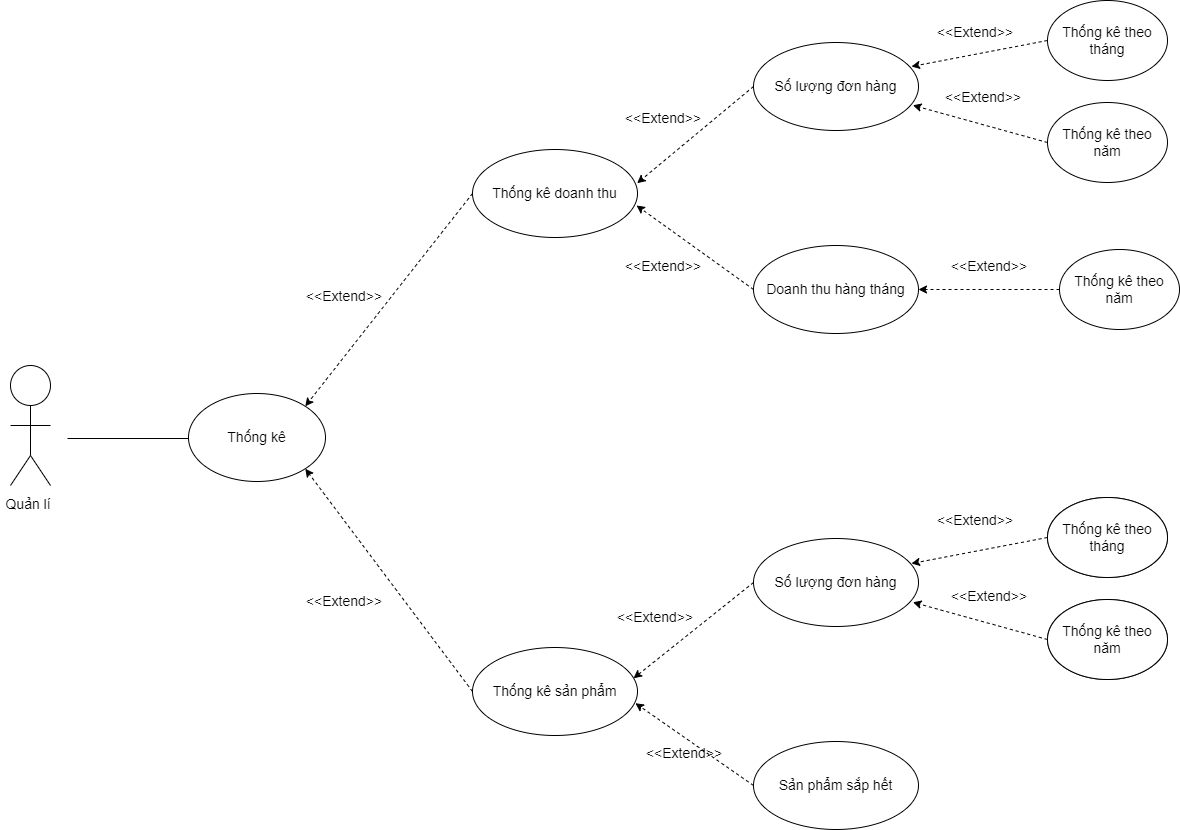 Thống kê theo
tháng
<<Extend>>
Số lượng đơn hàng
<<Extend>>
Thống kê theo
năm
<<Extend>>
Thống kê doanh thu
<<Extend>>
Doanh thu hàng tháng
<<Extend>>
Thống kê theo
năm
<<Extend>>
Thống kê
Quản lí
<<Extend>>
Thống kê theo
tháng
<<Extend>>
Số lượng đơn hàng
<<Extend>>
Thống kê theo
năm
<<Extend>>
Thống kê sản phẩm
<<Extend>>
Sản phẩm sắp hết